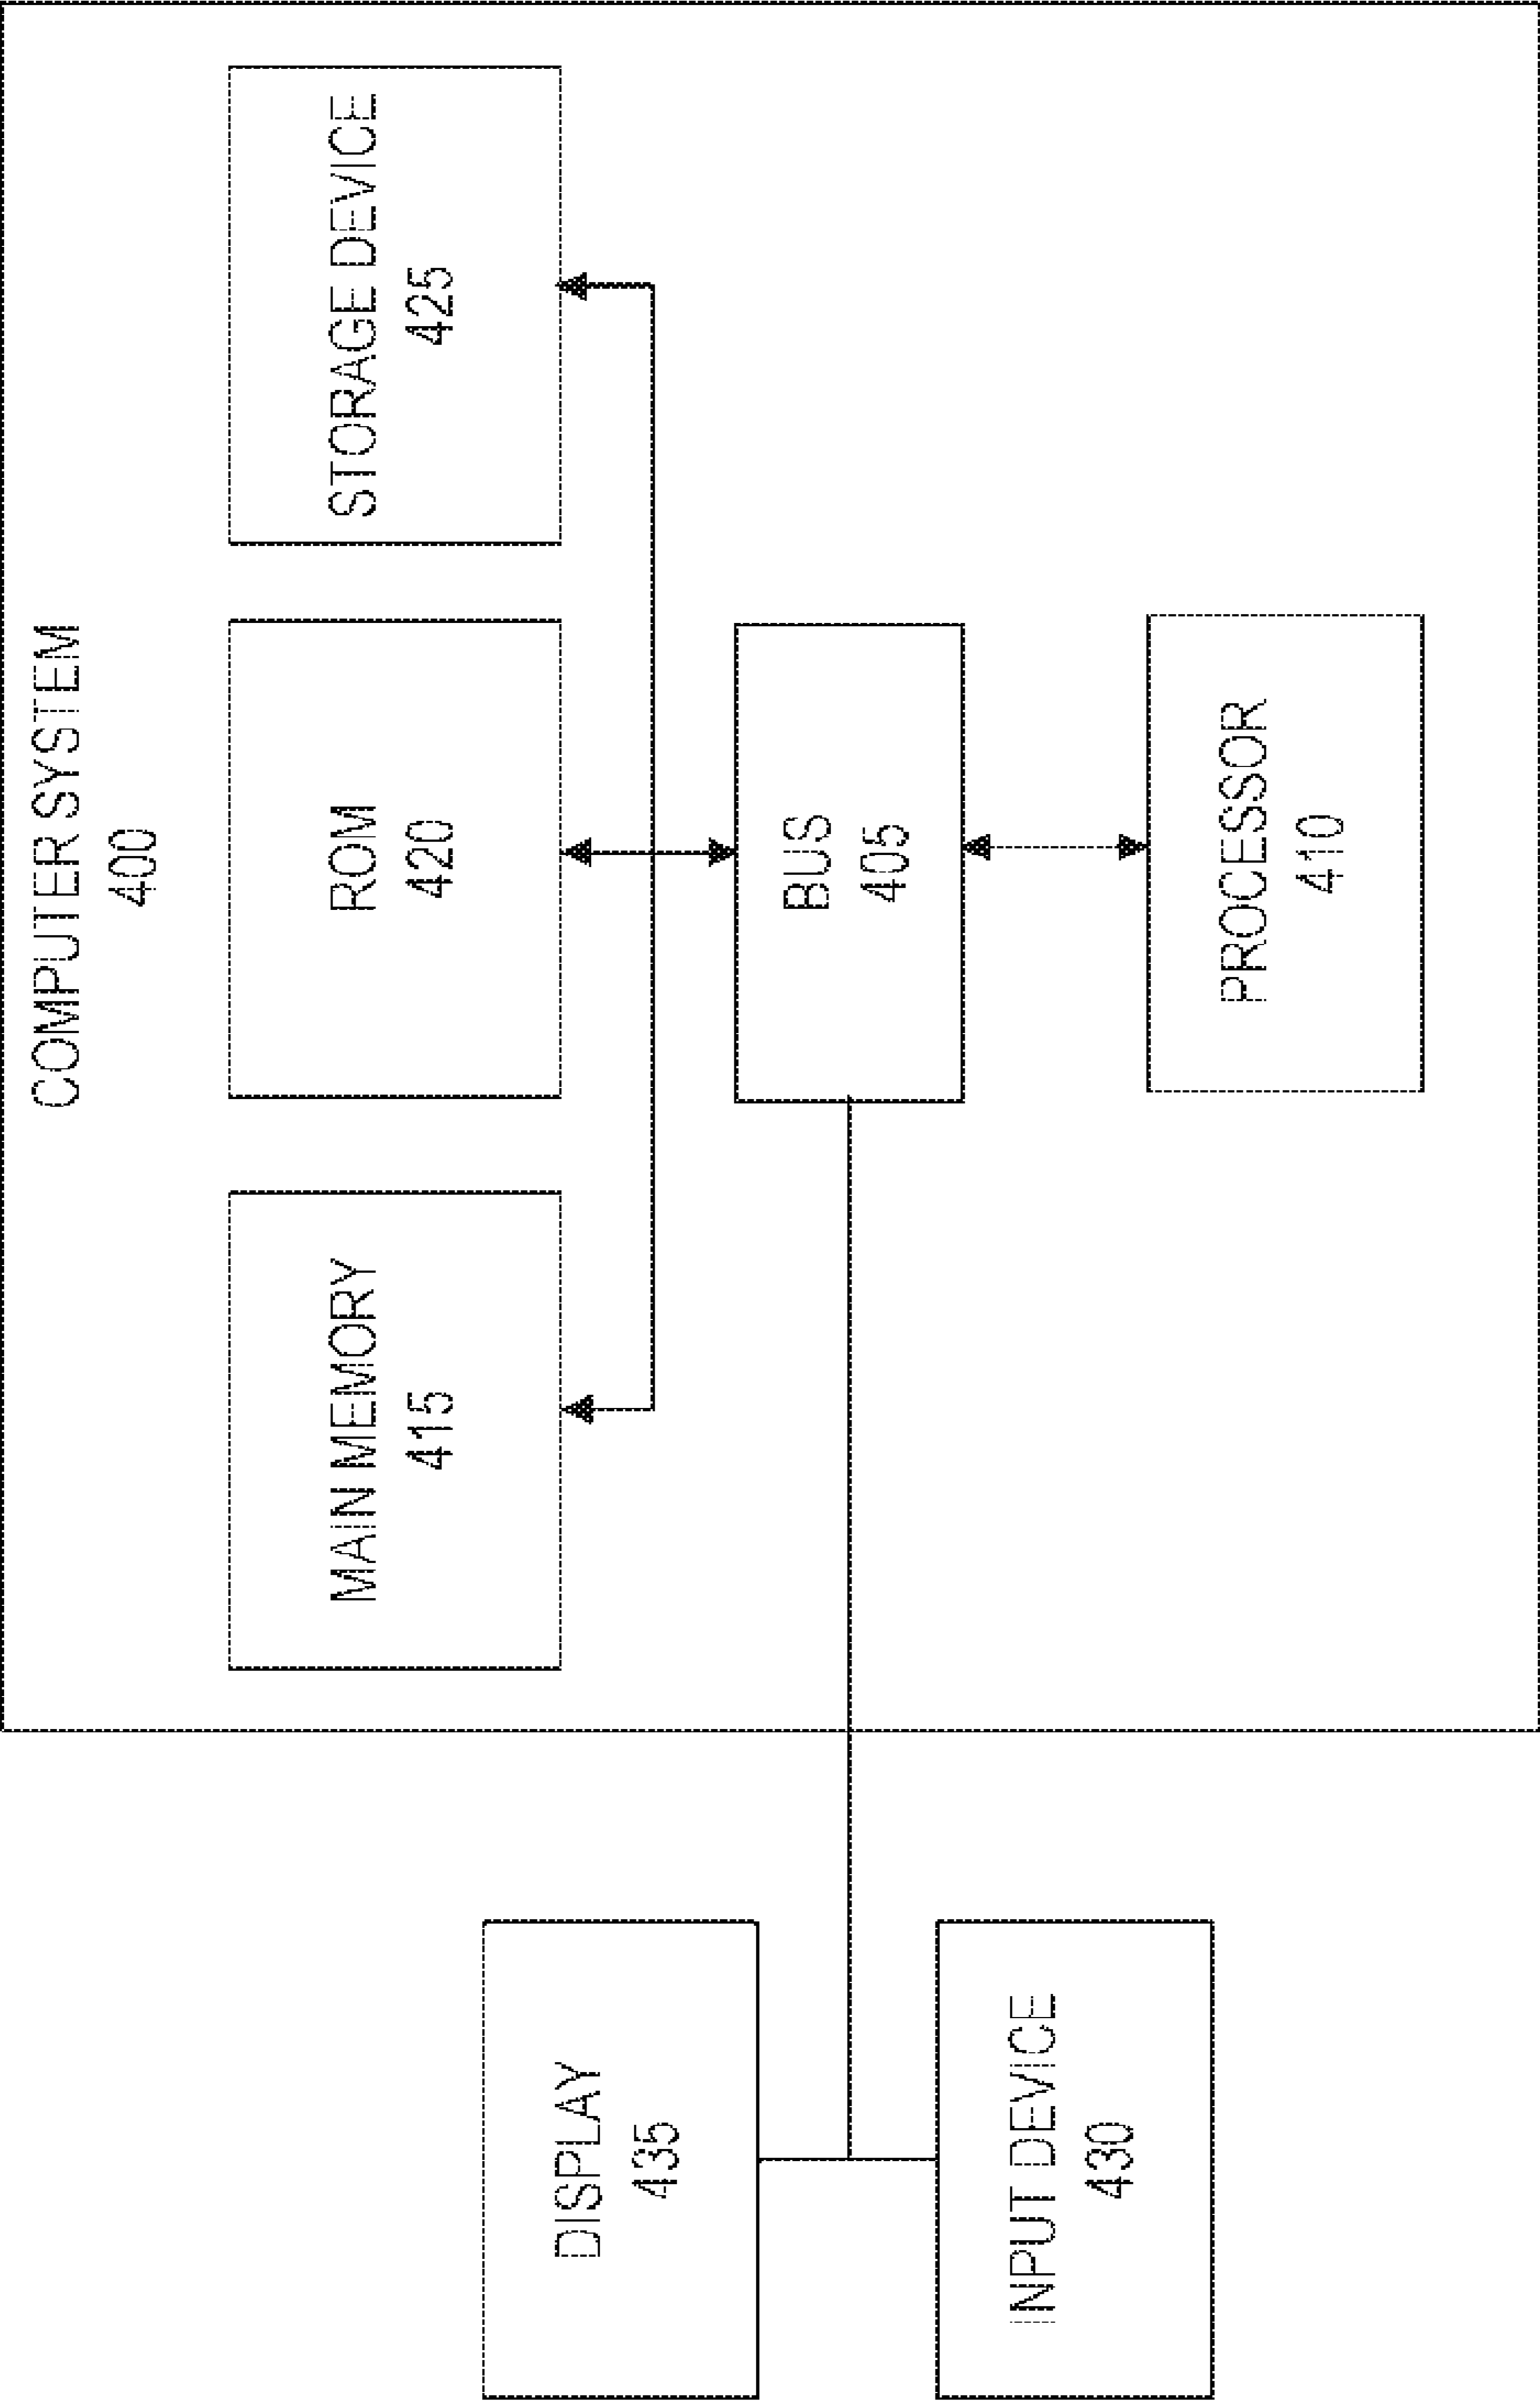 COMPUTER SYSTEM
400
MAIN MEMORY
415
ROM
420
STORAGE DEVICE
425
DISPLAY
435
BUS
405
INPUT DEVICE
430
PROCESSOR
410